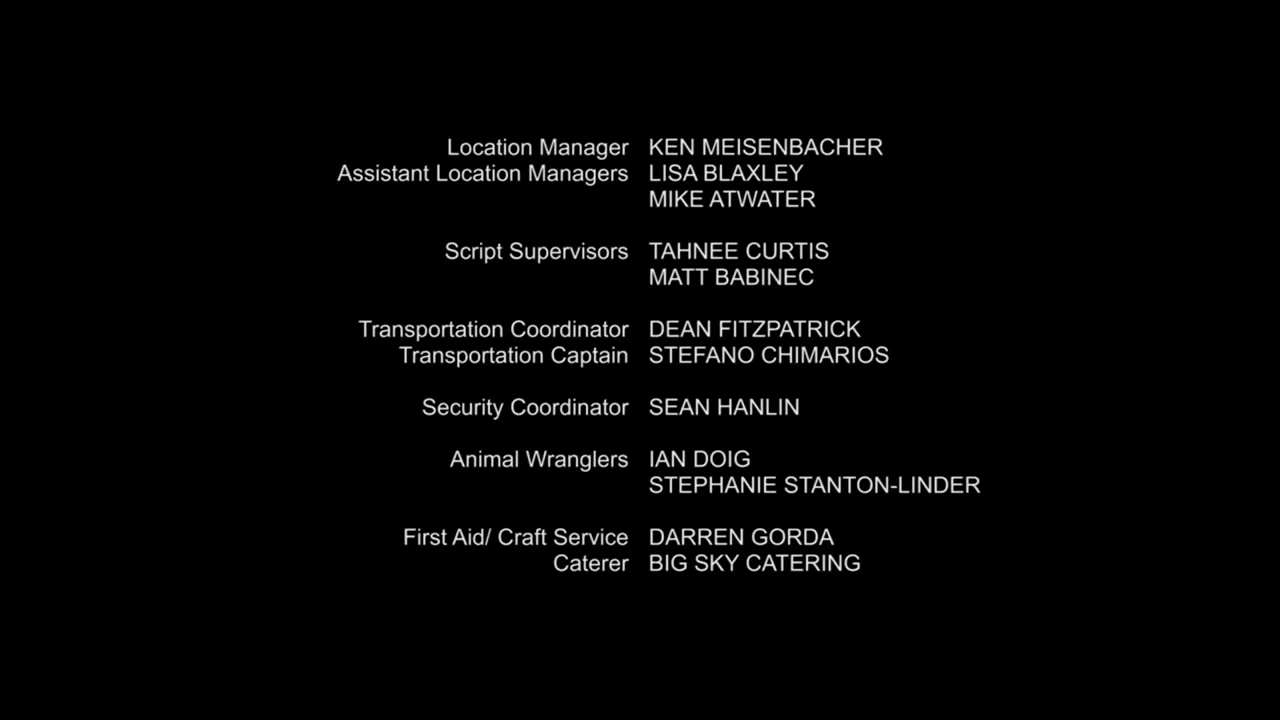 Location Manager KEN MEISENBACHER
Assistant Location Managers LISA BLAXLEY
MIKE ATWATER
Script Supervisors TAHNEE CURTIS
MATT BABINEC
Transportation Coordinator DEAN FITZPATRICK
Transportation Captain STEFANO CHIMARIOS
Security Coordinator SEAN HANLIN
Animal Wranglers IAN DOIG
STEPHANIE STANTON-LINDER
First Aid/ Craft Service DARREN GORDA
Caterer BIG SKY CATERING